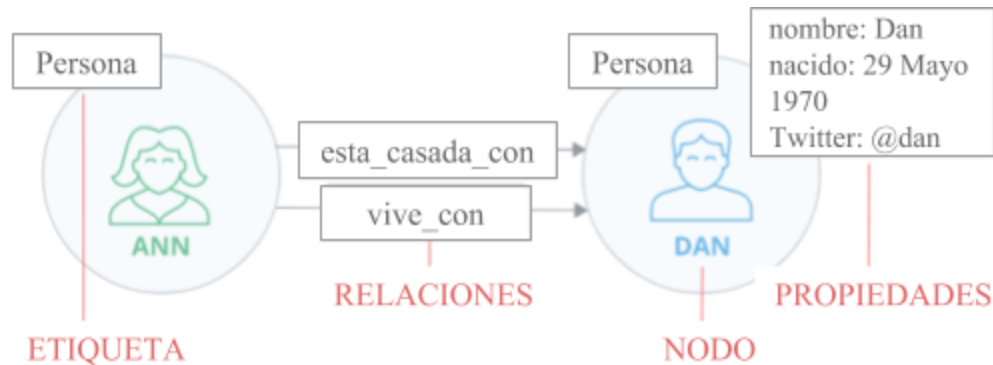 Persona
Persona
nombre: Dan
nacido: 29 Mayo
1970
Twitter: @dan
esta_casada_con
vive_con
ANN
DAN
RELACIONES
PROPIEDADES
ETIQUETA
NODO